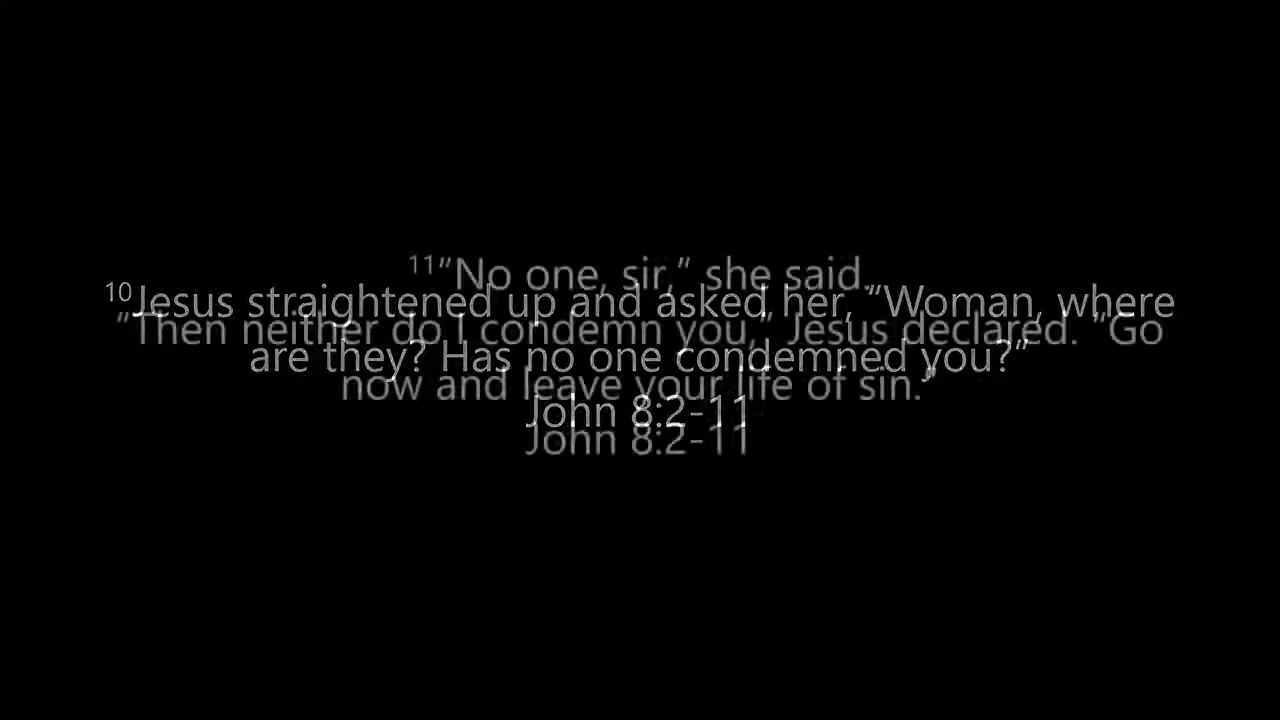 ¹⁰Jesus straightened up and asked her, “Woman, where
are they? Has no one condemned you?”
John 8:2-11
¹¹“No one, sir,” she said.
“Then neither do I condemn you,” Jesus declared. “Go
now and leave your life of sin.”
John 8:2-11